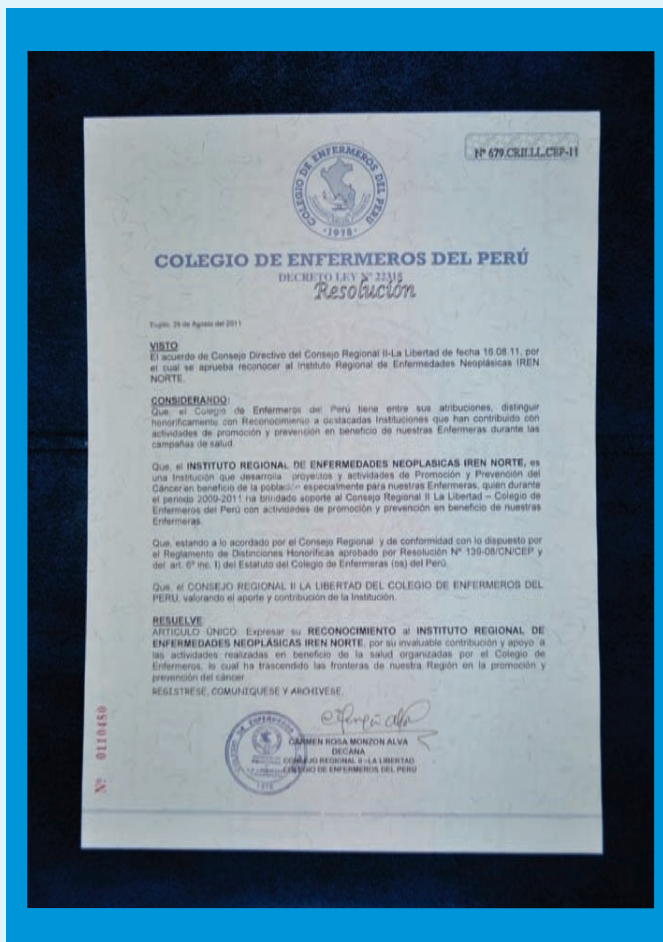 COLEGIO DE ENFERMEROS DEL PERU
·1978·
Nº 679.CRII.LL.CEP-11
COLEGIO DE ENFERMEROS DEL PERÚ
DECRETO LEY Nº 22315
Resolución
Trujillo, 26 de Agosto del 2011
VISTO
El acuerdo de Consejo Directivo del Consejo Regional II-La Libertad de fecha 16.08.11, por
el cual se aprueba reconocer al Instituto Regional de Enfermedades Neoplásicas IREN
NORTE.
CONSIDERANDO:
Que, el Colegio de Enfermeros del Perú tiene entre sus atribuciones, distinguir
honoríficamente con Reconocimiento a destacadas Instituciones que han contribuido con
actividades de promoción y prevención en beneficio de nuestras Enfermeras durante las
campañas de salud.
Que, el INSTITUTO REGIONAL DE ENFERMEDADES NEOPLASICAS IREN NORTE, es
una Institución que desarrolla proyectos y actividades de Promoción y Prevención del
Cáncer en beneficio de la población especialmente para nuestras Enfermeras, quien durante
el periodo 2009-2011 ha brindado soporte al Consejo Regional II La Libertad – Colegio de
Enfermeros del Perú con actividades de promoción y prevención en beneficio de nuestras
Enfermeras.
Que, estando a lo acordado por el Consejo Regional y de conformidad con lo dispuesto por
el Reglamento de Distinciones Honoríficas aprobado por Resolución Nº 139-08/CN/CEP y
del art. 6º inc. l) del Estatuto del Colegio de Enfermeras (os) del Perú.
Que, el CONSEJO REGIONAL II LA LIBERTAD DEL COLEGIO DE ENFERMEROS DEL
PERU, valorando el aporte y contribución de la Institución.
RESUELVE
ARTICULO ÚNICO: Expresar su RECONOCIMIENTO al INSTITUTO REGIONAL DE
ENFERMEDADES NEOPLÁSICAS IREN NORTE, por su invaluable contribución y apoyo a
las actividades realizadas en beneficio de la salud organizadas por el Colegio de
Enfermeros, lo cual ha trascendido las fronteras de nuestra Región en la promoción y
prevención del cáncer
REGISTRESE, COMUNIQUESE Y ARCHIVESE.
CARMEN ROSA MONZON ALVA
DECANA
CONSEJO REGIONAL II -LA LIBERTAD
COLEGIO DE ENFERMEROS DEL PERÚ
1978
Nº 0110480